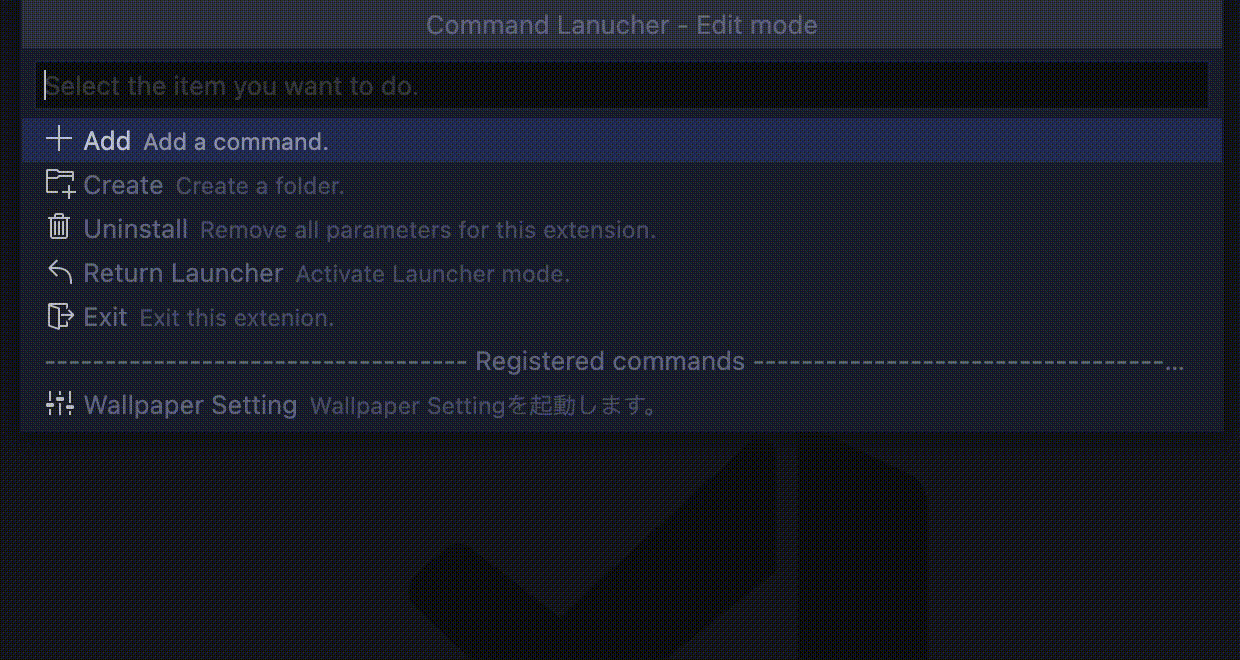 Command Lanucher - Edit mode
Select the item you want to do.
Add Add a command.
Create Create a folder.
Uninstall Remove all parameters for this extension.
Return Launcher Activate Launcher mode.
Exit Exit this extenion.
----------------------------------- Registered commands ----------------------------------...
Wallpaper Setting Wallpaper Settingを起動します。